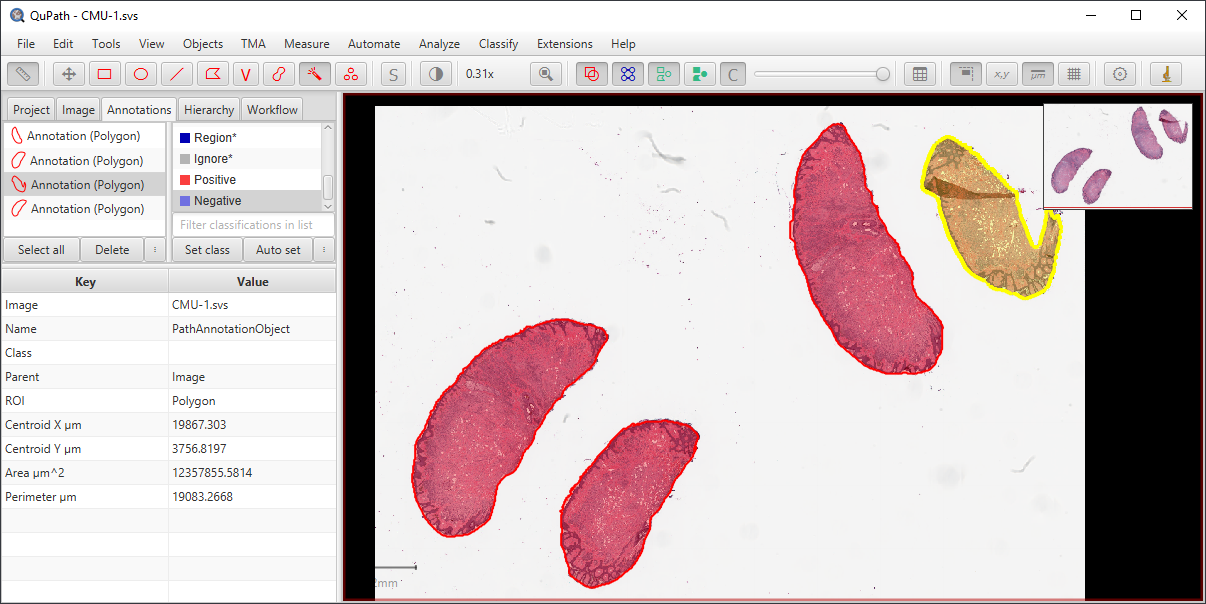 QuPath - CMU-1.svs
File Edit Tools View Objects TMA Measure Automate Analyze Classify Extensions Help
V S 0.31x C x,y μm
Project Image Annotations Hierarchy Workflow
Annotation (Polygon)
Annotation (Polygon)
Annotation (Polygon)
Annotation (Polygon)
Region*
Ignore*
Positive
Negative
Filter classifications in list
Select all Delete Set class Auto set
Key Value
Image CMU-1.svs
Name PathAnnotationObject
Class
Parent Image
ROI Polygon
Centroid X µm 19867.303
Centroid Y µm 3756.8197
Area µm^2 12357855.5814
Perimeter µm 19083.2668
2mm